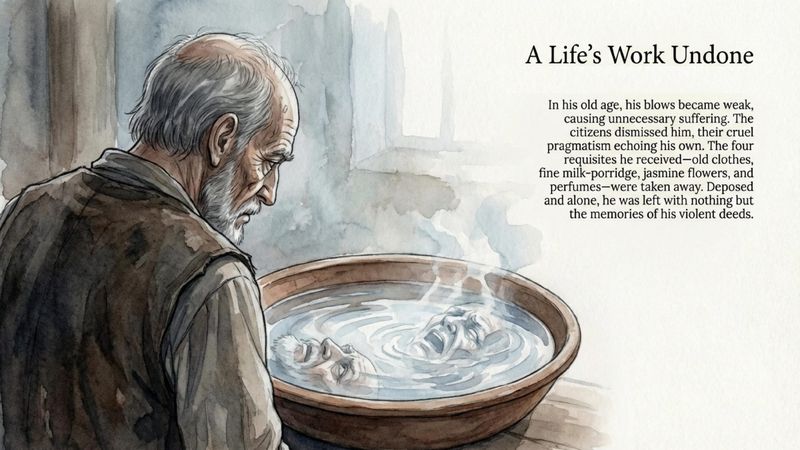 A Life's Work Undone
In his old age, his blows became weak,
causing unnecessary suffering. The
citizens dismissed him, their cruel
pragmatism echoing his own. The four
requisites he received—old clothes,
fine milk-porridge, jasmine flowers, and
perfumes—were taken away. Deposed
and alone, he was left with nothing but
the memories of his violent deeds.